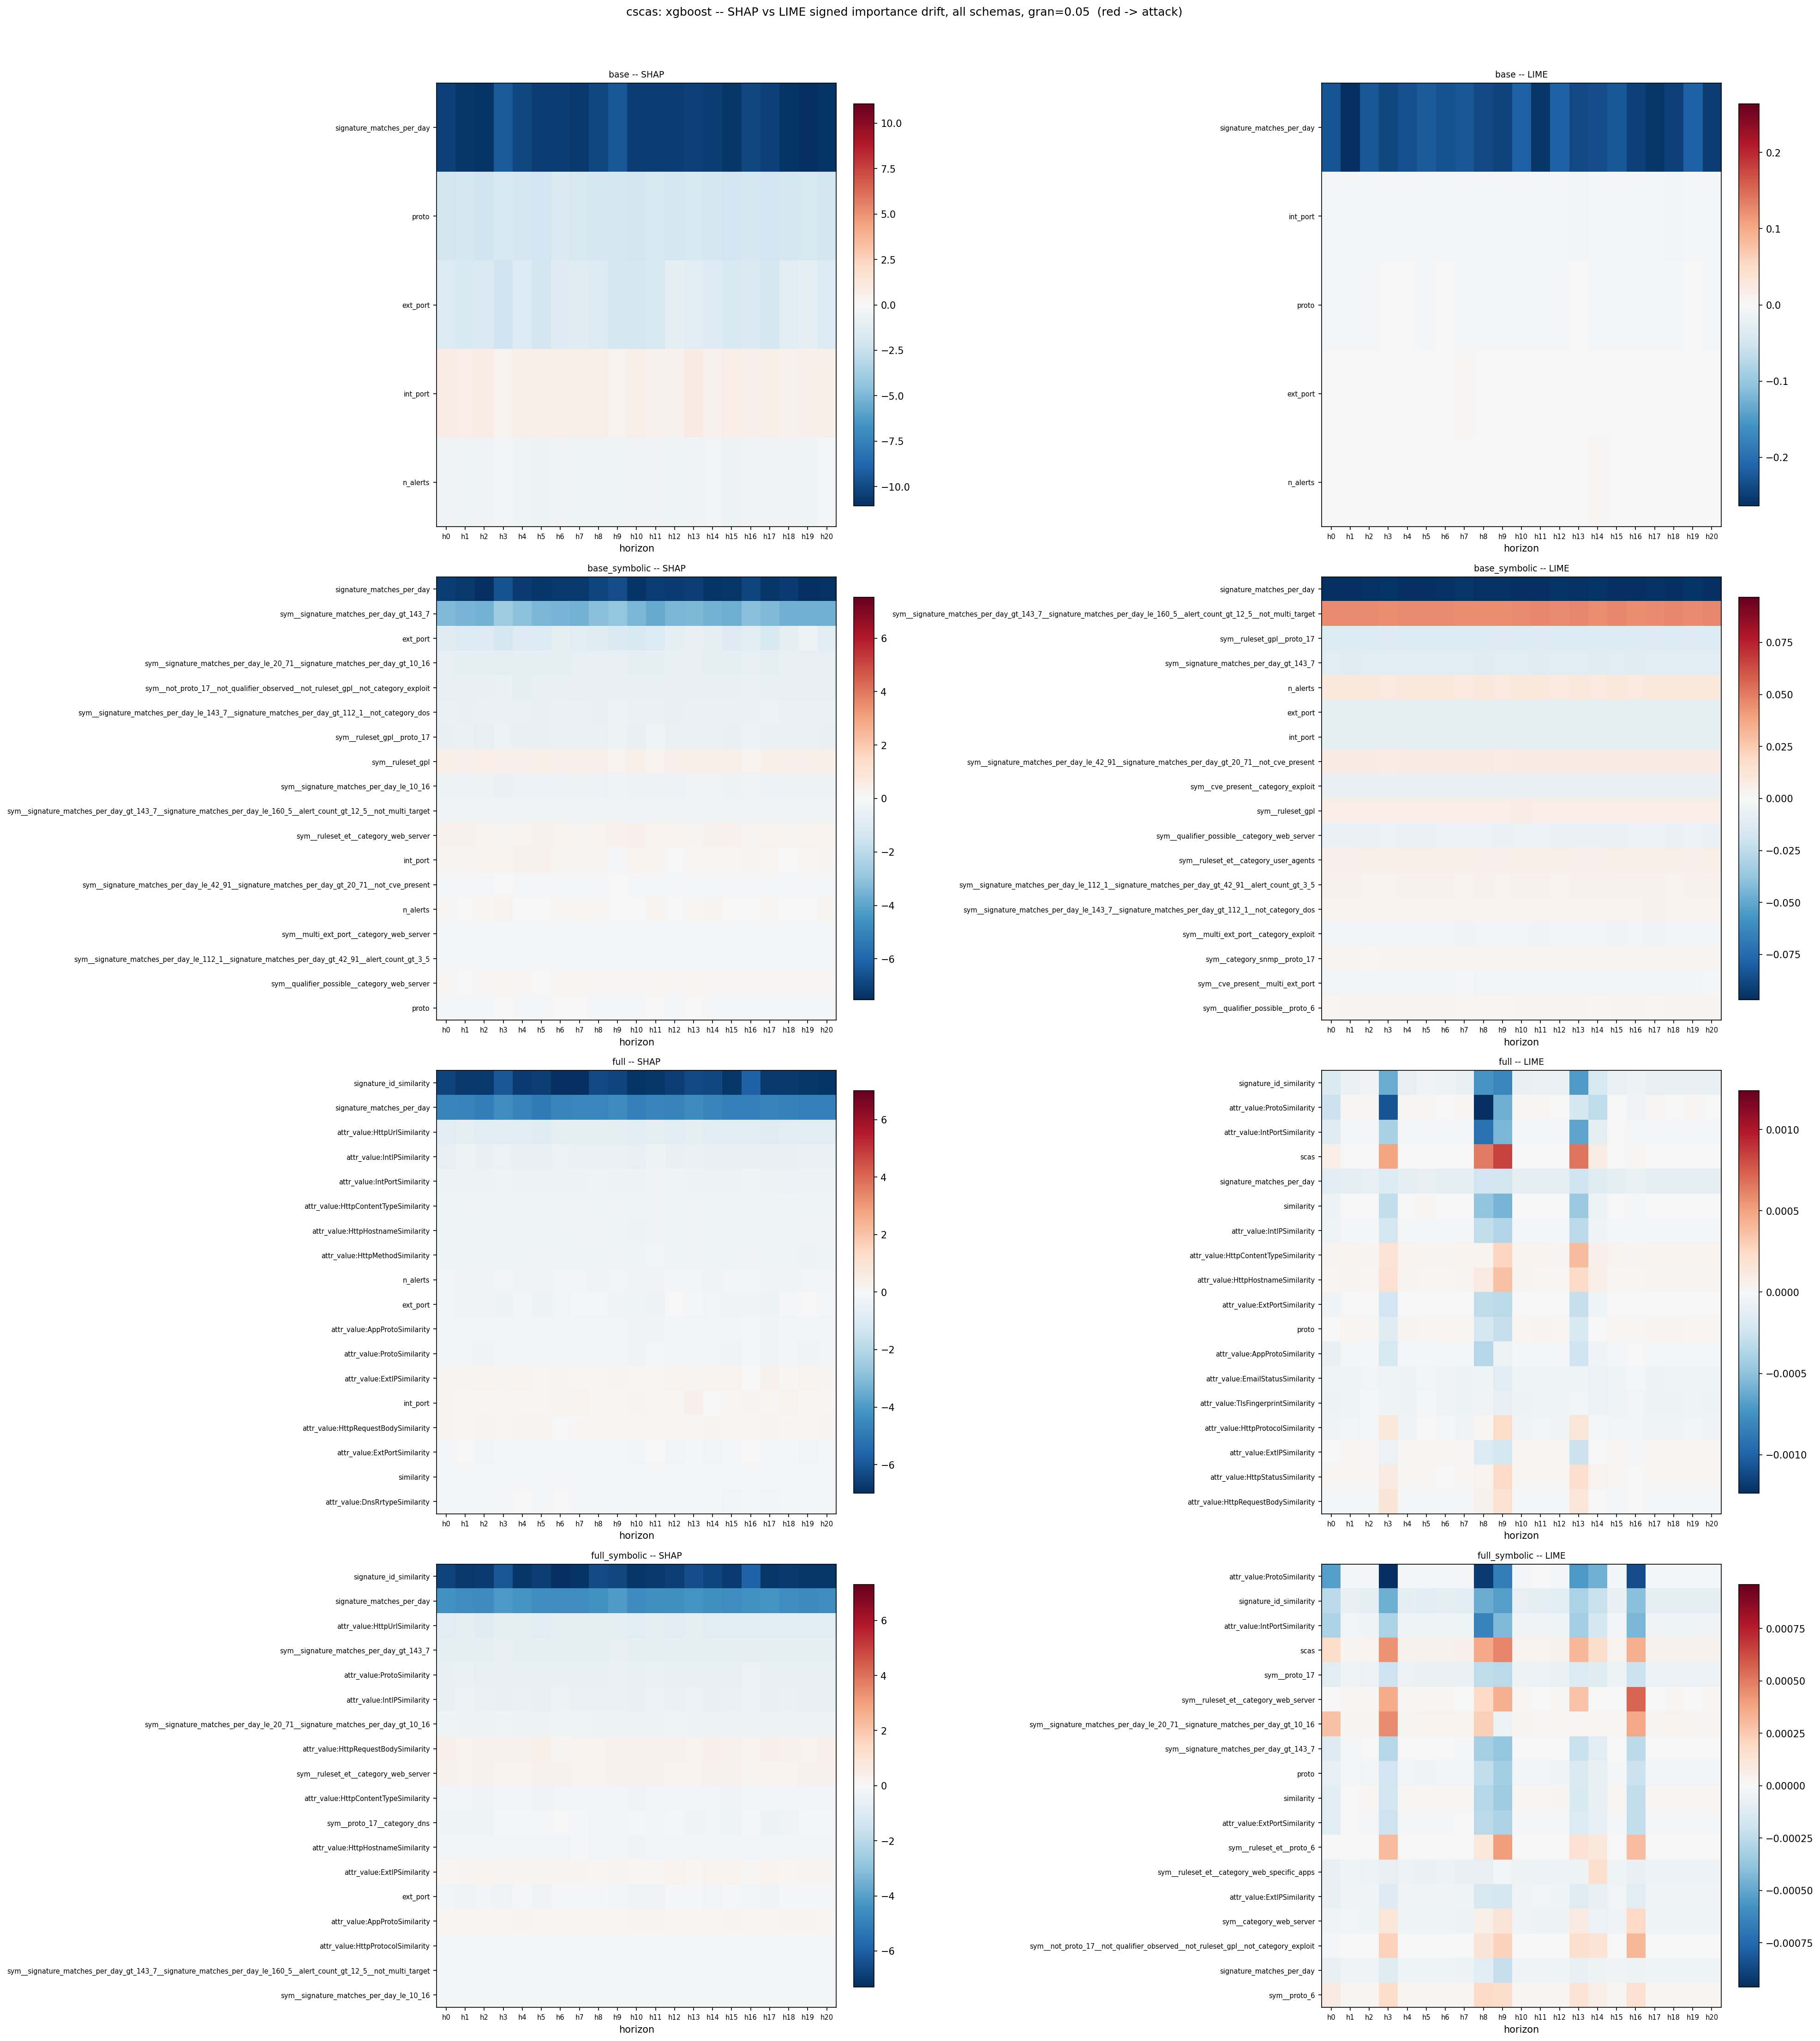 cscas: xgboost -- SHAP vs LIME signed importance drift, all schemas, gran=0.05  (red -> attack)
base -- SHAP
signature_matches_per_day
proto
ext_port
int_port
n_alerts
h0 h1 h2 h3 h4 h5 h6 h7 h8 h9 h10 h11 h12 h13 h14 h15 h16 h17 h18 h19 h20
horizon
10.0
7.5
5.0
2.5
0.0
−2.5
−5.0
−7.5
−10.0
base -- LIME
signature_matches_per_day
int_port
proto
ext_port
n_alerts
h0 h1 h2 h3 h4 h5 h6 h7 h8 h9 h10 h11 h12 h13 h14 h15 h16 h17 h18 h19 h20
horizon
0.2
0.1
0.0
−0.1
−0.2
base_symbolic -- SHAP
signature_matches_per_day
sym__signature_matches_per_day_gt_143_7
ext_port
sym__signature_matches_per_day_le_20_71__signature_matches_per_day_gt_10_16
sym__not_proto_17__not_qualifier_observed__not_ruleset_gpl__not_category_exploit
sym__signature_matches_per_day_le_143_7__signature_matches_per_day_gt_112_1__not_category_dos
sym__ruleset_gpl__proto_17
sym__ruleset_gpl
sym__signature_matches_per_day_le_10_16
sym__signature_matches_per_day_gt_143_7__signature_matches_per_day_le_160_5__alert_count_gt_12_5__not_multi_target
sym__ruleset_et__category_web_server
int_port
sym__signature_matches_per_day_le_42_91__signature_matches_per_day_gt_20_71__not_cve_present
n_alerts
sym__multi_ext_port__category_web_server
sym__signature_matches_per_day_le_112_1__signature_matches_per_day_gt_42_91__alert_count_gt_3_5
sym__qualifier_possible__category_web_server
proto
h0 h1 h2 h3 h4 h5 h6 h7 h8 h9 h10 h11 h12 h13 h14 h15 h16 h17 h18 h19 h20
horizon
6
4
2
0
−2
−4
−6
base_symbolic -- LIME
signature_matches_per_day
sym__signature_matches_per_day_gt_143_7__signature_matches_per_day_le_160_5__alert_count_gt_12_5__not_multi_target
sym__ruleset_gpl__proto_17
sym__signature_matches_per_day_gt_143_7
n_alerts
ext_port
int_port
sym__signature_matches_per_day_le_42_91__signature_matches_per_day_gt_20_71__not_cve_present
sym__cve_present__category_exploit
sym__ruleset_gpl
sym__qualifier_possible__category_web_server
sym__ruleset_et__category_user_agents
sym__signature_matches_per_day_le_112_1__signature_matches_per_day_gt_42_91__alert_count_gt_3_5
sym__signature_matches_per_day_le_143_7__signature_matches_per_day_gt_112_1__not_category_dos
sym__multi_ext_port__category_exploit
sym__category_snmp__proto_17
sym__cve_present__multi_ext_port
sym__qualifier_possible__proto_6
h0 h1 h2 h3 h4 h5 h6 h7 h8 h9 h10 h11 h12 h13 h14 h15 h16 h17 h18 h19 h20
horizon
0.075
0.050
0.025
0.000
−0.025
−0.050
−0.075
full -- SHAP
signature_id_similarity
signature_matches_per_day
attr_value:HttpUrlSimilarity
attr_value:IntIPSimilarity
attr_value:IntPortSimilarity
attr_value:HttpContentTypeSimilarity
attr_value:HttpHostnameSimilarity
attr_value:HttpMethodSimilarity
n_alerts
ext_port
attr_value:AppProtoSimilarity
attr_value:ProtoSimilarity
attr_value:ExtIPSimilarity
int_port
attr_value:HttpRequestBodySimilarity
attr_value:ExtPortSimilarity
similarity
attr_value:DnsRrtypeSimilarity
h0 h1 h2 h3 h4 h5 h6 h7 h8 h9 h10 h11 h12 h13 h14 h15 h16 h17 h18 h19 h20
horizon
6
4
2
0
−2
−4
−6
full -- LIME
signature_id_similarity
attr_value:ProtoSimilarity
attr_value:IntPortSimilarity
scas
signature_matches_per_day
similarity
attr_value:IntIPSimilarity
attr_value:HttpContentTypeSimilarity
attr_value:HttpHostnameSimilarity
attr_value:ExtPortSimilarity
proto
attr_value:AppProtoSimilarity
attr_value:EmailStatusSimilarity
attr_value:TlsFingerprintSimilarity
attr_value:HttpProtocolSimilarity
attr_value:ExtIPSimilarity
attr_value:HttpStatusSimilarity
attr_value:HttpRequestBodySimilarity
h0 h1 h2 h3 h4 h5 h6 h7 h8 h9 h10 h11 h12 h13 h14 h15 h16 h17 h18 h19 h20
horizon
0.0010
0.0005
0.0000
−0.0005
−0.0010
full_symbolic -- SHAP
signature_id_similarity
signature_matches_per_day
attr_value:HttpUrlSimilarity
sym__signature_matches_per_day_gt_143_7
attr_value:ProtoSimilarity
attr_value:IntIPSimilarity
sym__signature_matches_per_day_le_20_71__signature_matches_per_day_gt_10_16
attr_value:HttpRequestBodySimilarity
sym__ruleset_et__category_web_server
attr_value:HttpContentTypeSimilarity
sym__proto_17__category_dns
attr_value:HttpHostnameSimilarity
attr_value:ExtIPSimilarity
ext_port
attr_value:AppProtoSimilarity
attr_value:HttpProtocolSimilarity
sym__signature_matches_per_day_gt_143_7__signature_matches_per_day_le_160_5__alert_count_gt_12_5__not_multi_target
sym__signature_matches_per_day_le_10_16
h0 h1 h2 h3 h4 h5 h6 h7 h8 h9 h10 h11 h12 h13 h14 h15 h16 h17 h18 h19 h20
horizon
6
4
2
0
−2
−4
−6
full_symbolic -- LIME
attr_value:ProtoSimilarity
signature_id_similarity
attr_value:IntPortSimilarity
scas
sym__proto_17
sym__ruleset_et__category_web_server
sym__signature_matches_per_day_le_20_71__signature_matches_per_day_gt_10_16
sym__signature_matches_per_day_gt_143_7
proto
similarity
attr_value:ExtPortSimilarity
sym__ruleset_et__proto_6
sym__ruleset_et__category_web_specific_apps
attr_value:ExtIPSimilarity
sym__category_web_server
sym__not_proto_17__not_qualifier_observed__not_ruleset_gpl__not_category_exploit
signature_matches_per_day
sym__proto_6
h0 h1 h2 h3 h4 h5 h6 h7 h8 h9 h10 h11 h12 h13 h14 h15 h16 h17 h18 h19 h20
horizon
0.00075
0.00050
0.00025
0.00000
−0.00025
−0.00050
−0.00075